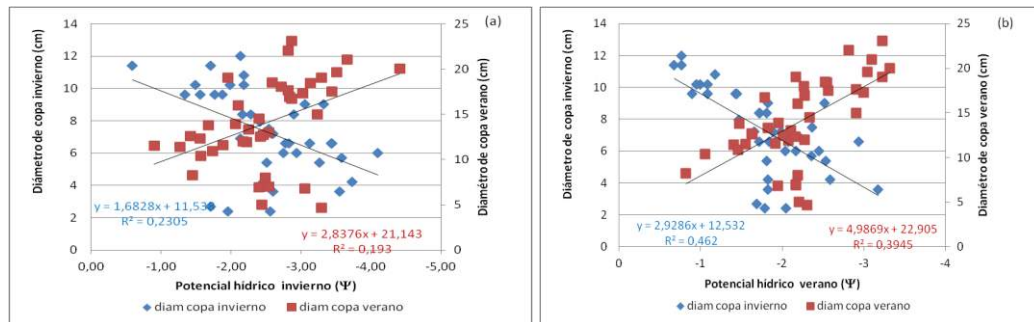 (a)
Diámetro de copa invierno (cm)
14
12
10
8
6
4
2
0
25
20
15
10
5
0
Diámetro de copa verano (cm)
y = 1,6828x + 11,53
R² = 0,2305
y = 2,8376x + 21,143
R² = 0,193
0,00 -1,00 -2,00 -3,00 -4,00 -5,00
Potencial hídrico invierno (Ψ)
diam copa invierno diam copa verano
(b)
Diámetro de copa invierno (cm)
14
12
10
8
6
4
2
0
25
20
15
10
5
0
Diámetro de copa verano (cm)
y = 2,9286x + 12,532
R² = 0,462
y = 4,9869x + 22,905
R² = 0,3945
0 -1 -2 -3 -4
Potencial hídrico verano (Ψ)
diam copa invierno diam copa verano